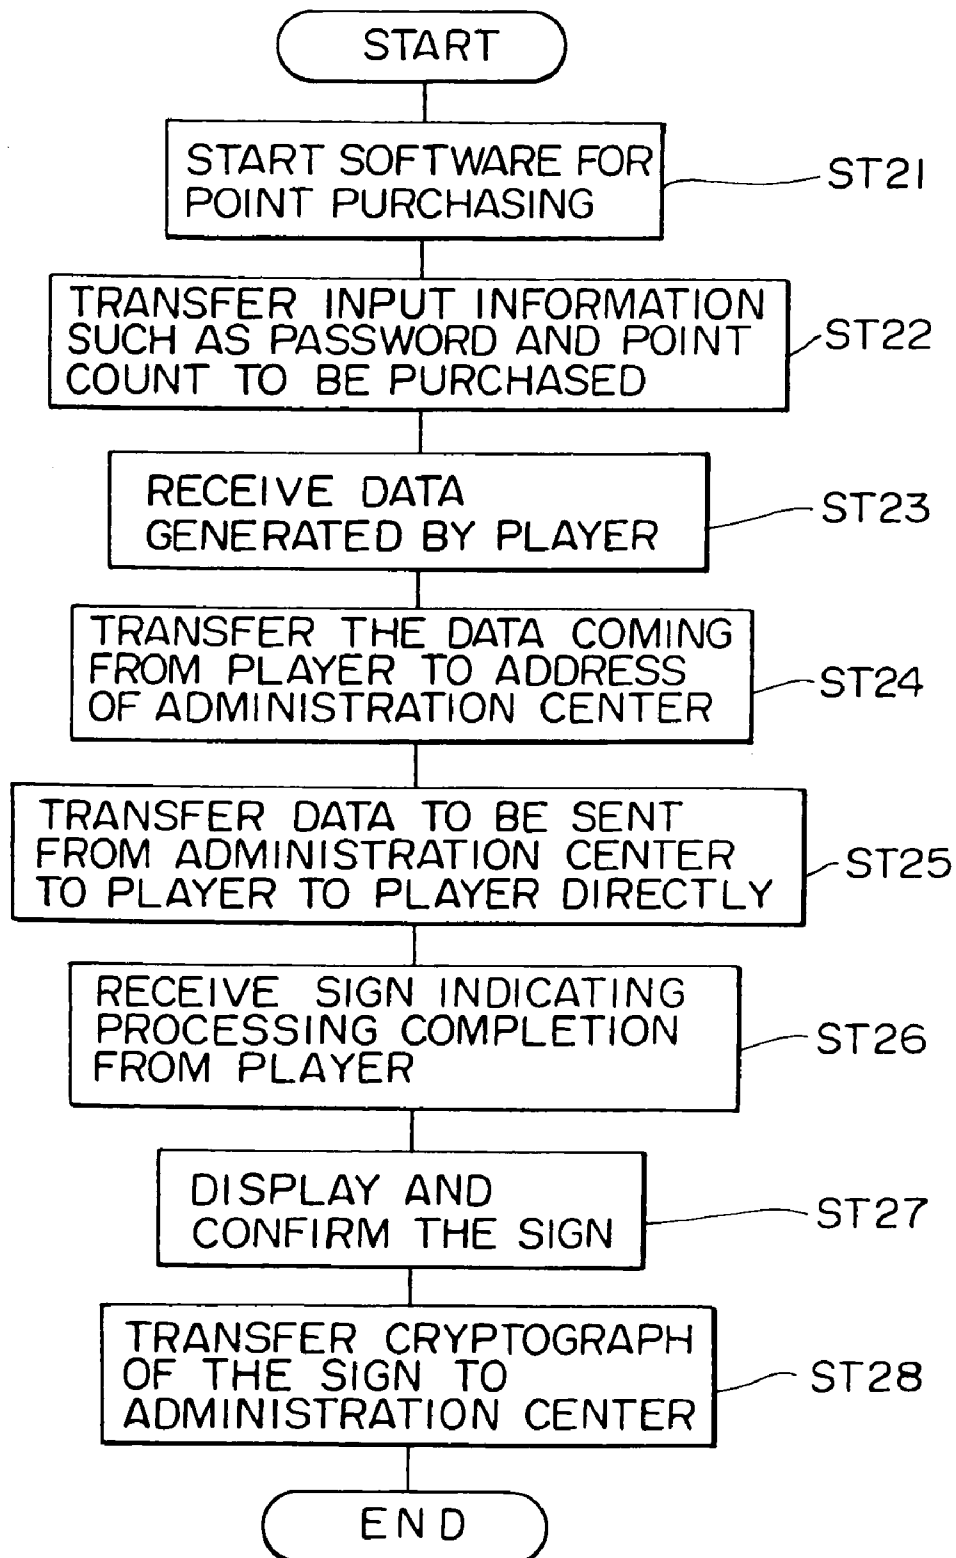 START
START SOFTWARE FOR
POINT PURCHASING
ST21
TRANSFER INPUT INFORMATION
SUCH AS PASSWORD AND POINT
COUNT TO BE PURCHASED
ST22
RECEIVE DATA
GENERATED BY PLAYER
ST23
TRANSFER THE DATA COMING
FROM PLAYER TO ADDRESS
OF ADMINISTRATION CENTER
ST24
TRANSFER DATA TO BE SENT
FROM ADMINISTRATION CENTER
TO PLAYER TO PLAYER DIRECTLY
ST25
RECEIVE SIGN INDICATING
PROCESSING COMPLETION
FROM PLAYER
ST26
DISPLAY AND
CONFIRM THE SIGN
ST27
TRANSFER CRYPTOGRAPH
OF THE SIGN TO
ADMINISTRATION CENTER
ST28
END